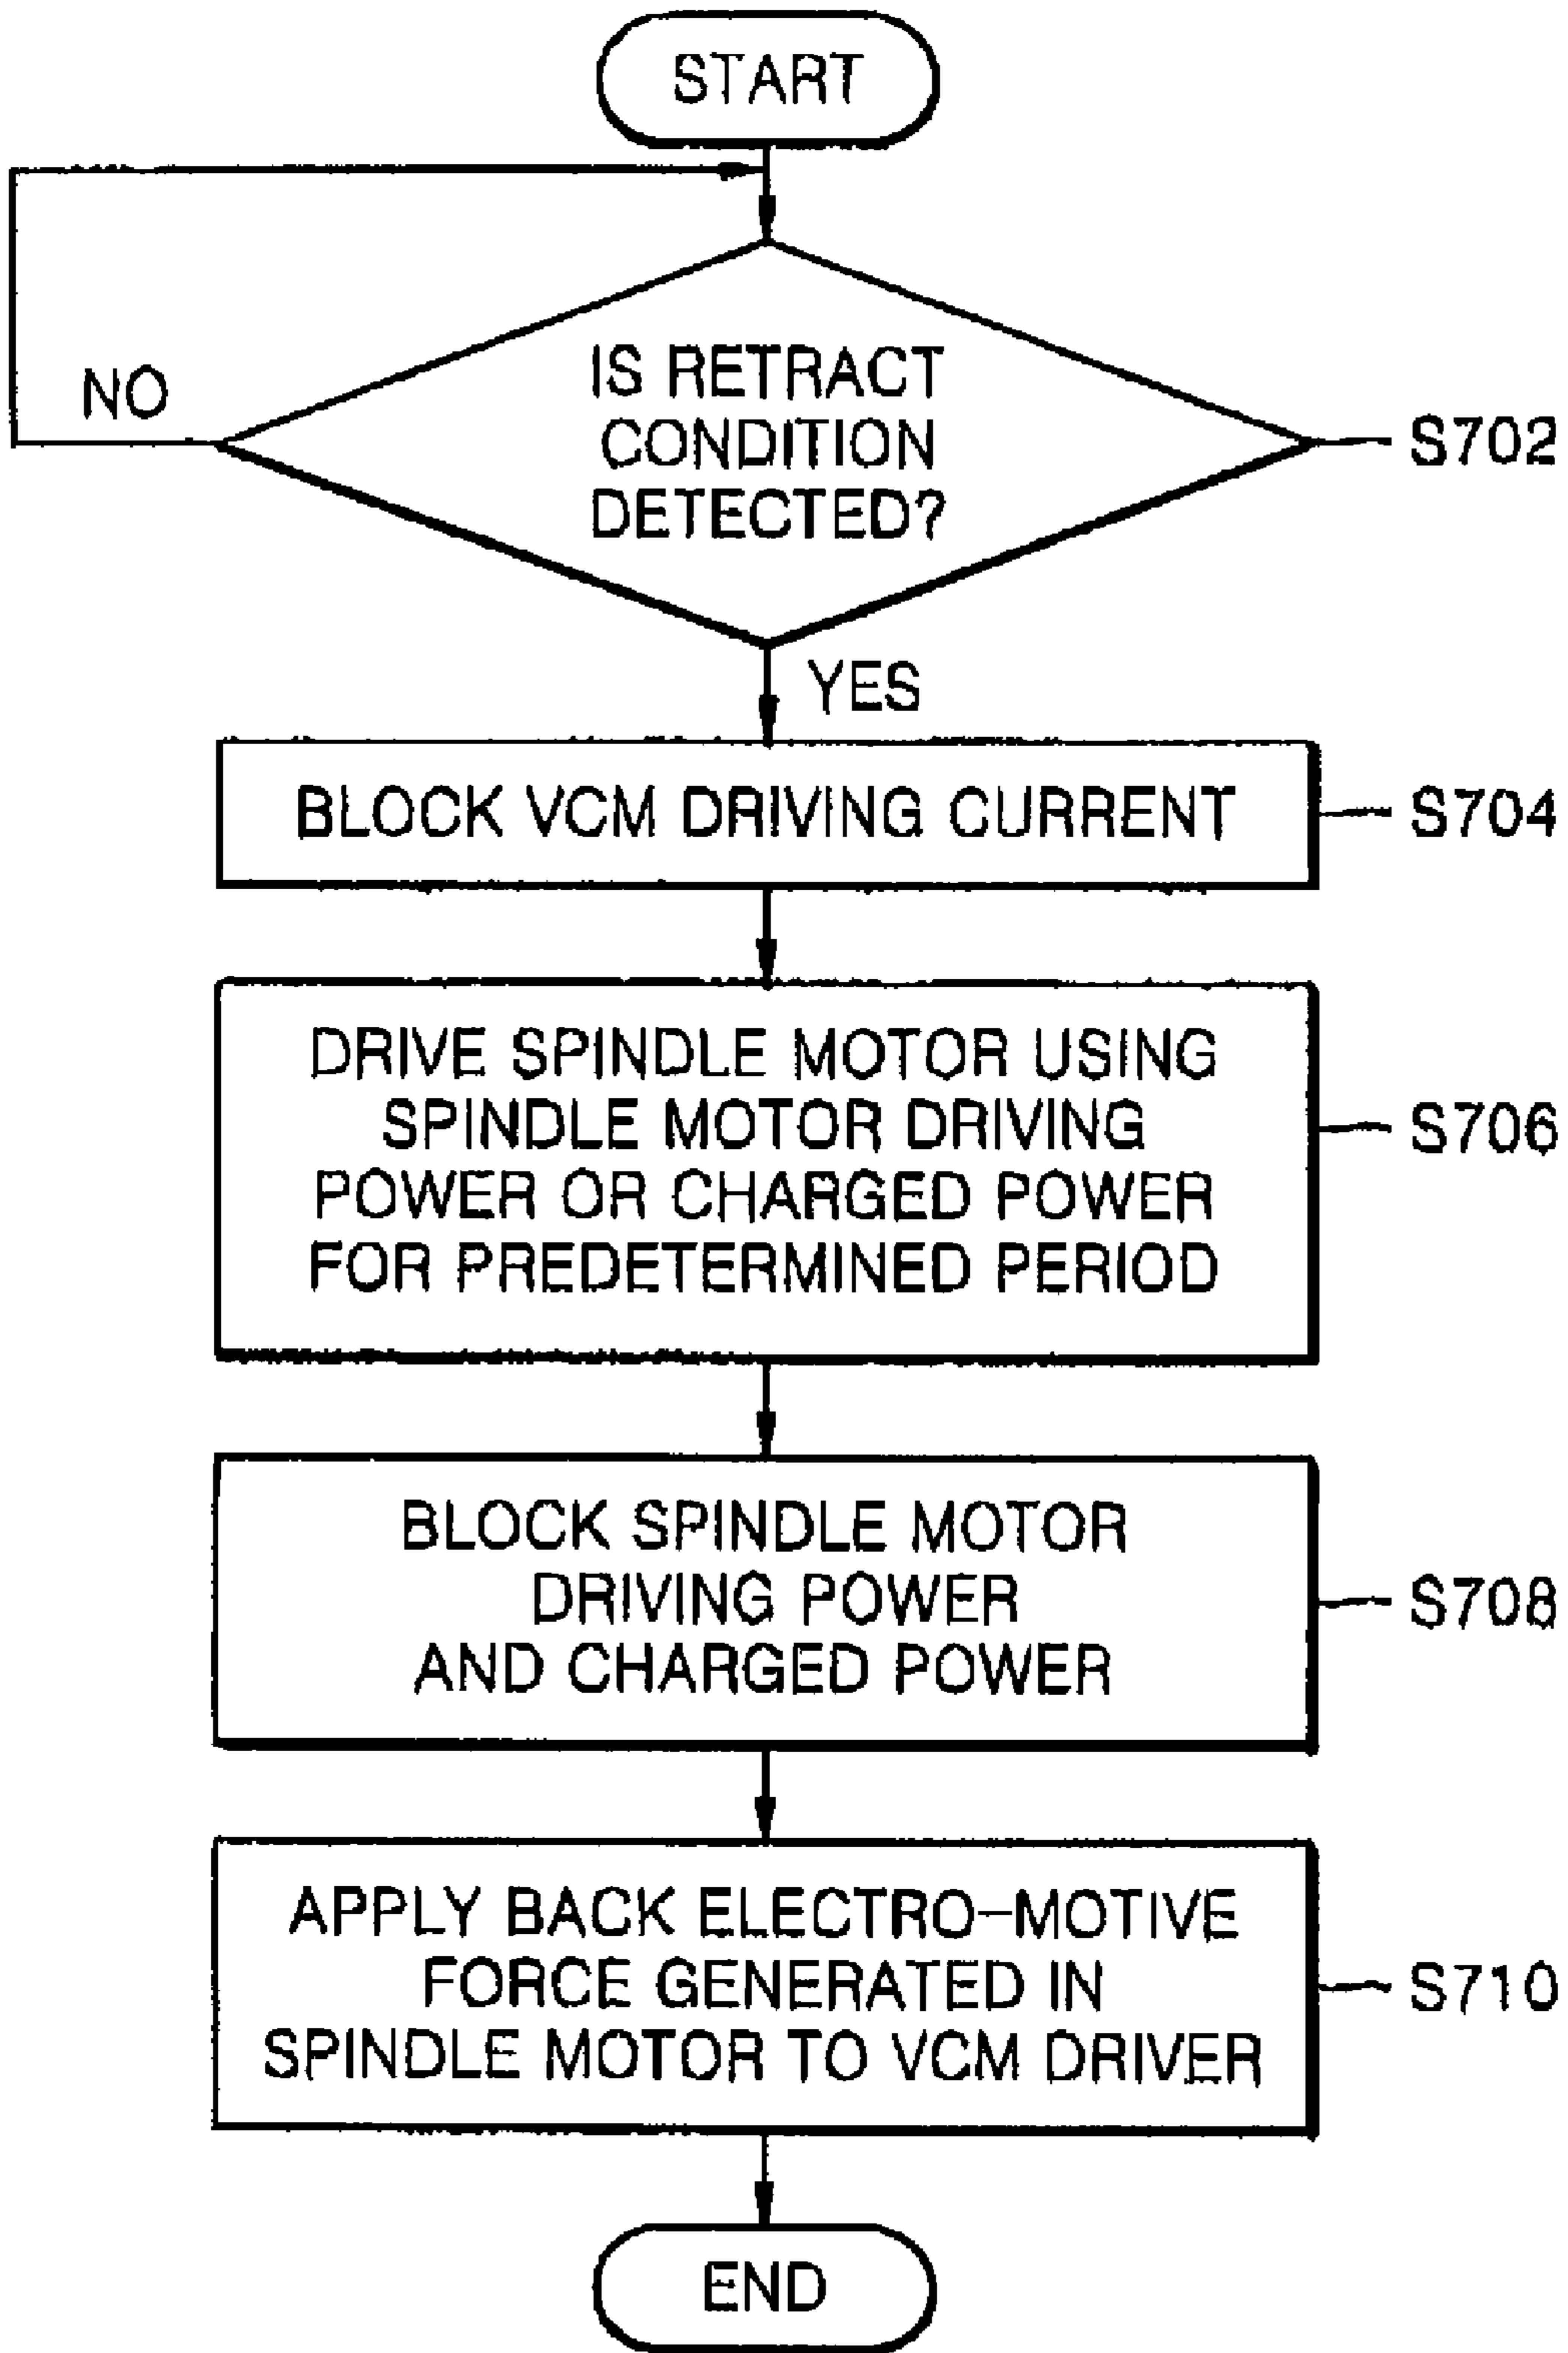 START
IS RETRACT
CONDITION
DETECTED?
NO
S702
YES
BLOCK VCM DRIVING CURRENT
S704
DRIVE SPINDLE MOTOR USING
SPINDLE MOTOR DRIVING
POWER OR CHARGED POWER
FOR PREDETERMINED PERIOD
S706
BLOCK SPINDLE MOTOR
DRIVING POWER
AND CHARGED POWER
S708
APPLY BACK ELECTRO-MOTIVE
FORCE GENERATED IN
SPINDLE MOTOR TO VCM DRIVER
S710
END